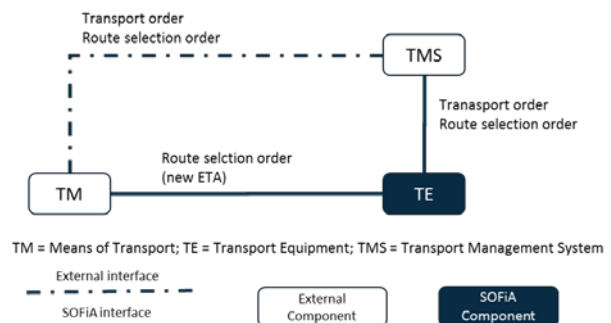 Transport order
Route selection order
TMS
Tranasport order
Route selection order
Route selction order
(new ETA)
TM
TE
TM = Means of Transport; TE = Transport Equipment; TMS = Transport Management System
External interface
SOFiA interface
External
Component
SOFiA
Component